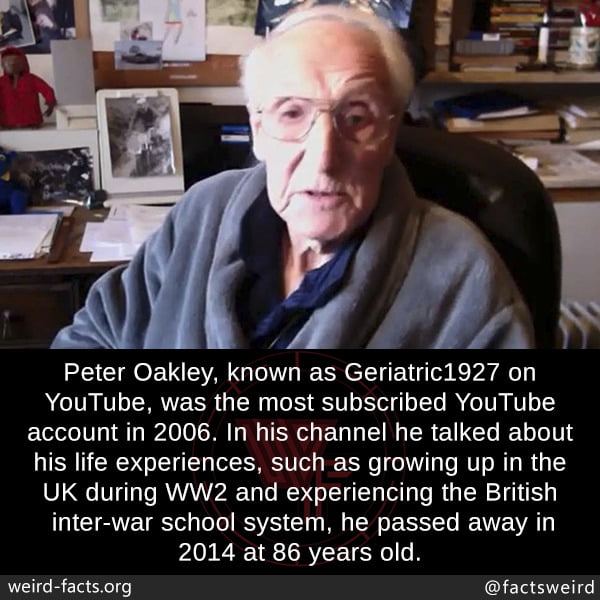 Peter Oakley, known as Geriatric1927 on
YouTube, was the most subscribed YouTube
account in 2006. In his channel he talked about
his life experiences, such as growing up in the
UK during WW2 and experiencing the British
inter-war school system, he passed away in
2014 at 86 years old.
weird-facts.org
@factsweird